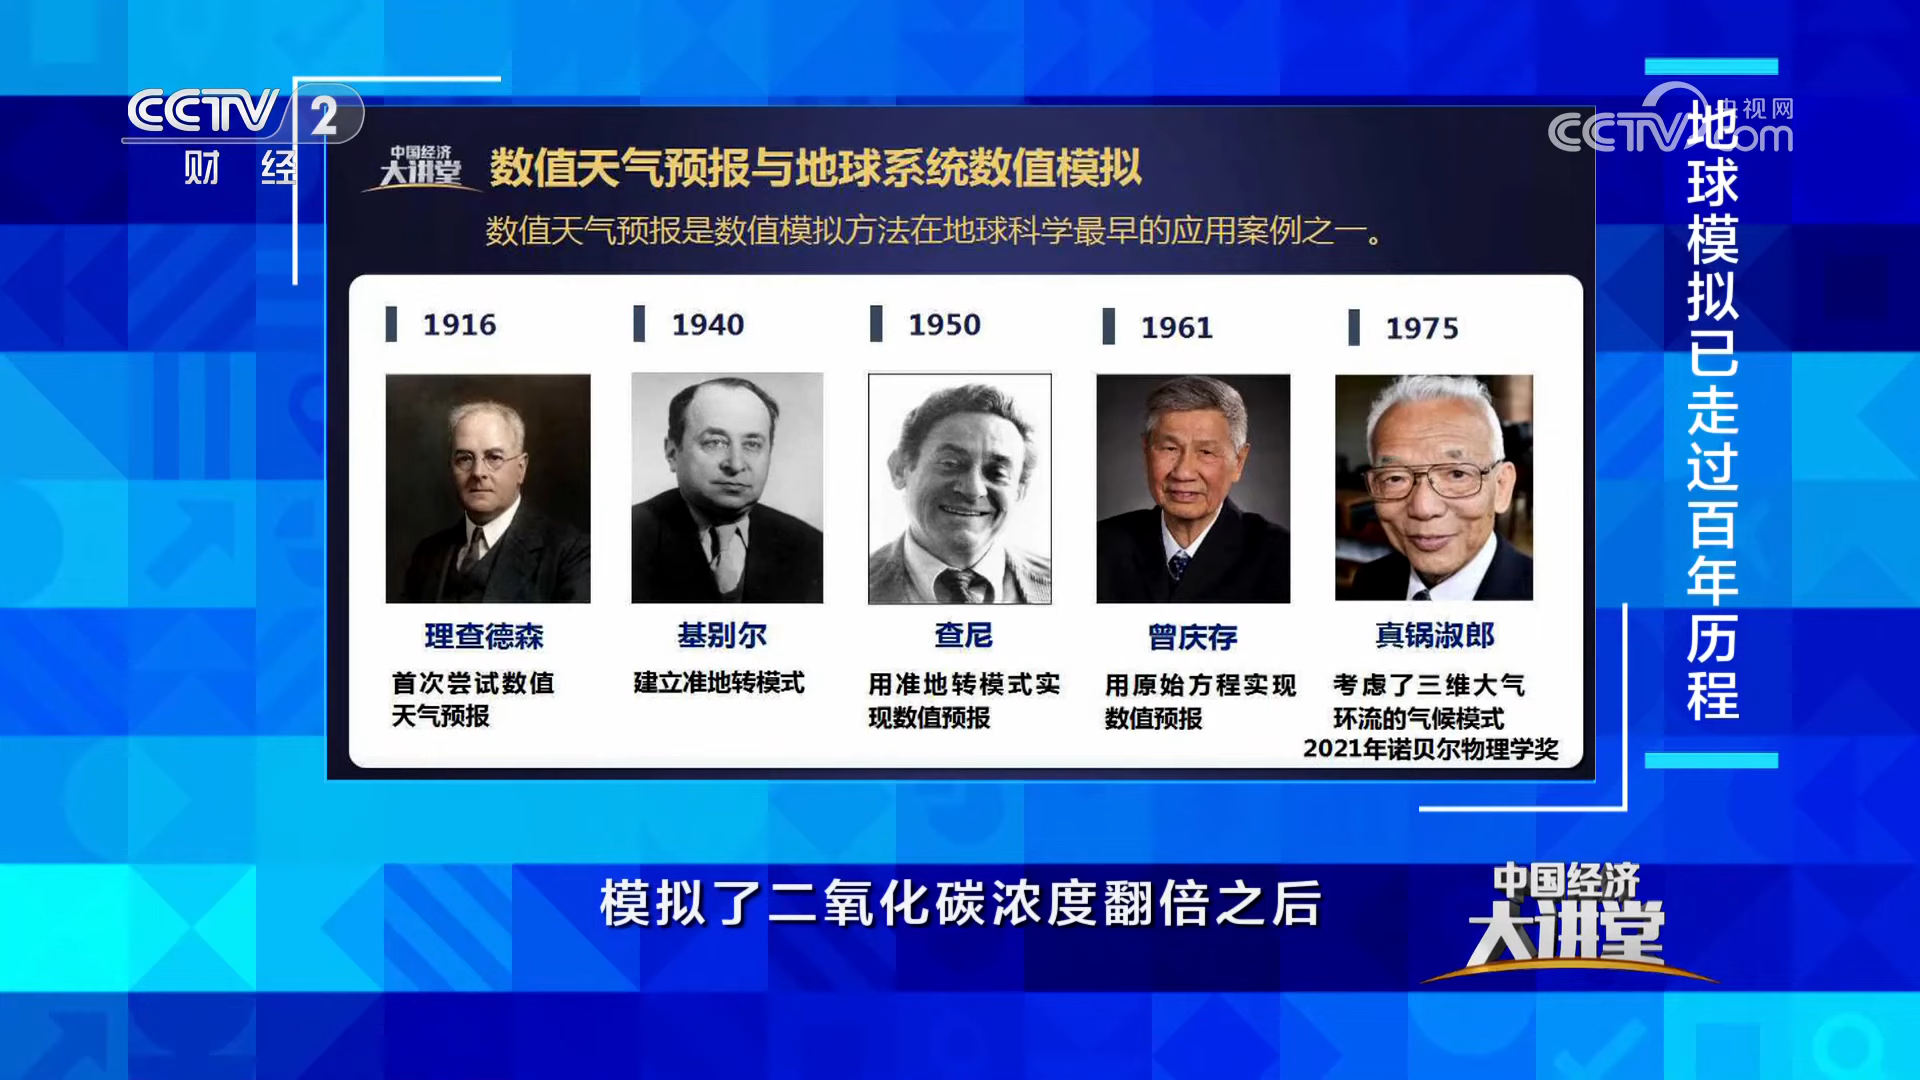 CCTV 2
财 经
央视网
CCTV.com
中国经济
大讲堂
数值天气预报与地球系统数值模拟
数值天气预报是数值模拟方法在地球科学最早的应用案例之一。
1916
理查德森
首次尝试数值
天气预报
1940
基别尔
建立准地转模式
1950
查尼
用准地转模式实
现数值预报
1961
曾庆存
用原始方程实现
数值预报
1975
真锅淑郎
考虑了三维大气
环流的气候模式
2021年诺贝尔物理学奖
地球模拟已走过百年历程
模拟了二氧化碳浓度翻倍之后
中国经济
大讲堂